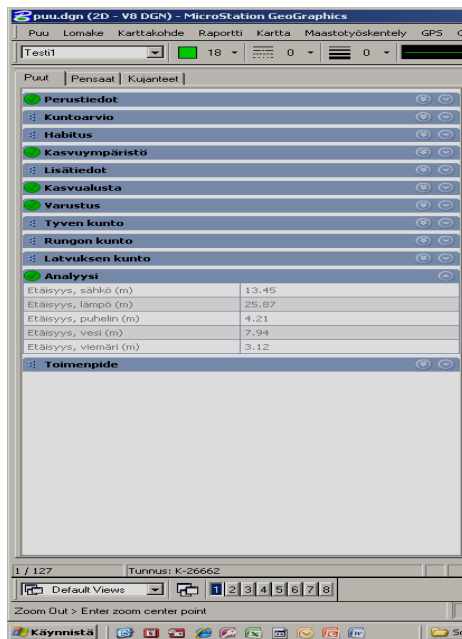 puu.dgn (2D - V8 DGN) - MicroStation GeoGraphics
Puu Lomake Karttakohde Raportti Kartta Maastotyöskentely GPS
Testi1 18 0 0
Puut Pensaat Kujanteet
Perustiedot
Kuntoarvio
Habitus
Kasvuympäristö
Lisätiedot
Kasvualusta
Varustus
Tyven kunto
Rungon kunto
Latvuksen kunto
Analyysi
Etäisyys, sähkö (m) 13.45
Etäisyys, lämpö (m) 25.87
Etäisyys, puhelin (m) 4.21
Etäisyys, vesi (m) 7.94
Etäisyys, viemäri (m) 3.12
Toimenpide
1 / 127 Tunnus: K-26662
Default Views 1 2 3 4 5 6 7 8
Zoom Out > Enter zoom center point
Käynnistä